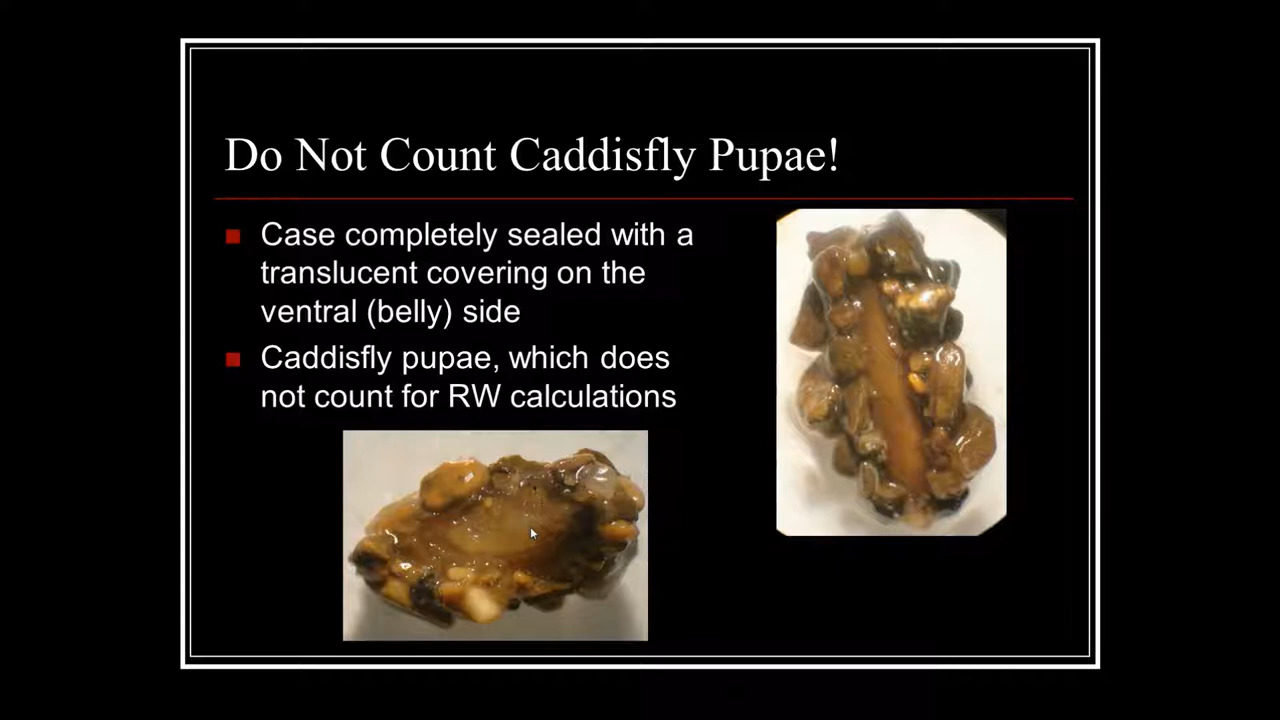 Do Not Count Caddisfly Pupae!
Case completely sealed with a
translucent covering on the
ventral (belly) side
Caddisfly pupae, which does
not count for RW calculations